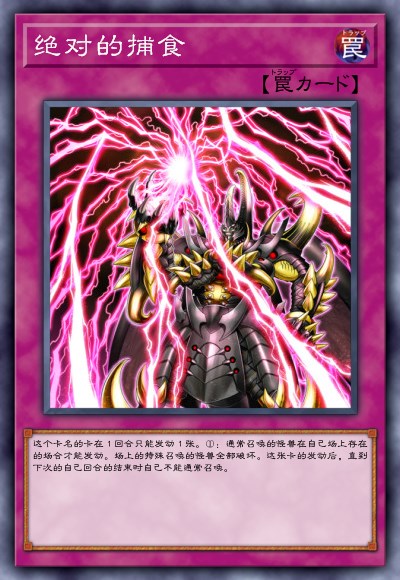 绝对的捕食
トラップ
罠
トラップ
【罠カード】
这个卡名的卡在1回合只能发动1张。①：通常召唤的怪兽在自己场上存在
的场合才能发动。场上的特殊召唤的怪兽全部破坏。这张卡的发动后，直到
下次的自己回合的结束时自己不能通常召唤。